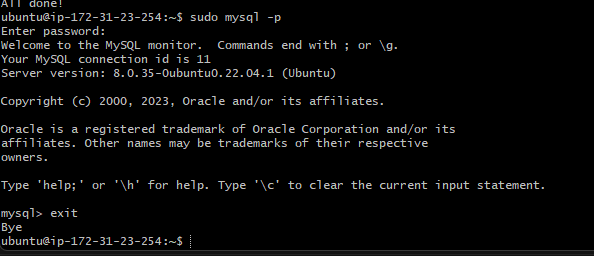 All done!
ubuntu@ip-172-31-23-254:~$ sudo mysql -p
Enter password:
Welcome to the MySQL monitor.  Commands end with ; or \g.
Your MySQL connection id is 11
Server version: 8.0.35-0ubuntu0.22.04.1 (Ubuntu)

Copyright (c) 2000, 2023, Oracle and/or its affiliates.

Oracle is a registered trademark of Oracle Corporation and/or its
affiliates. Other names may be trademarks of their respective
owners.

Type 'help;' or '\h' for help. Type '\c' to clear the current input statement.

mysql> exit
Bye
ubuntu@ip-172-31-23-254:~$